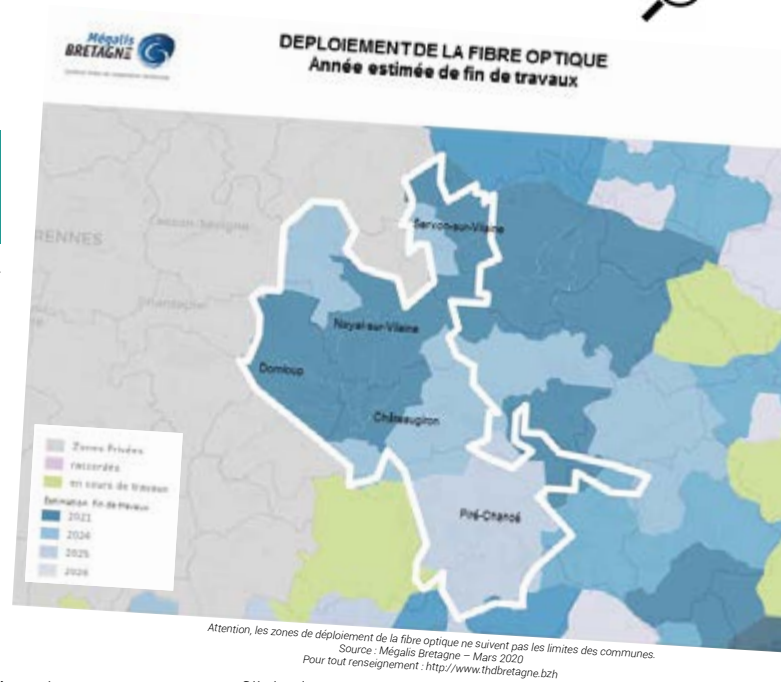 Mégalis
BRETAGNE
DEPLOIEMENT DE LA FIBRE OPTIQUE
Année estimée de fin de travaux
RENNES
Servon-sur-Vilaine
Noyal-sur-Vilaine
Domloup
Châteaugiron
Piré-Chancé
Zones Privées
raccordés
en cours de travaux
Estimation fin de travaux
2021
2024
2025
2026
Attention, les zones de déploiement de la fibre optique ne suivent pas les limites des communes.
Source : Mégalis Bretagne – Mars 2020
Pour tout renseignement : http://www.thdbretagne.bzh